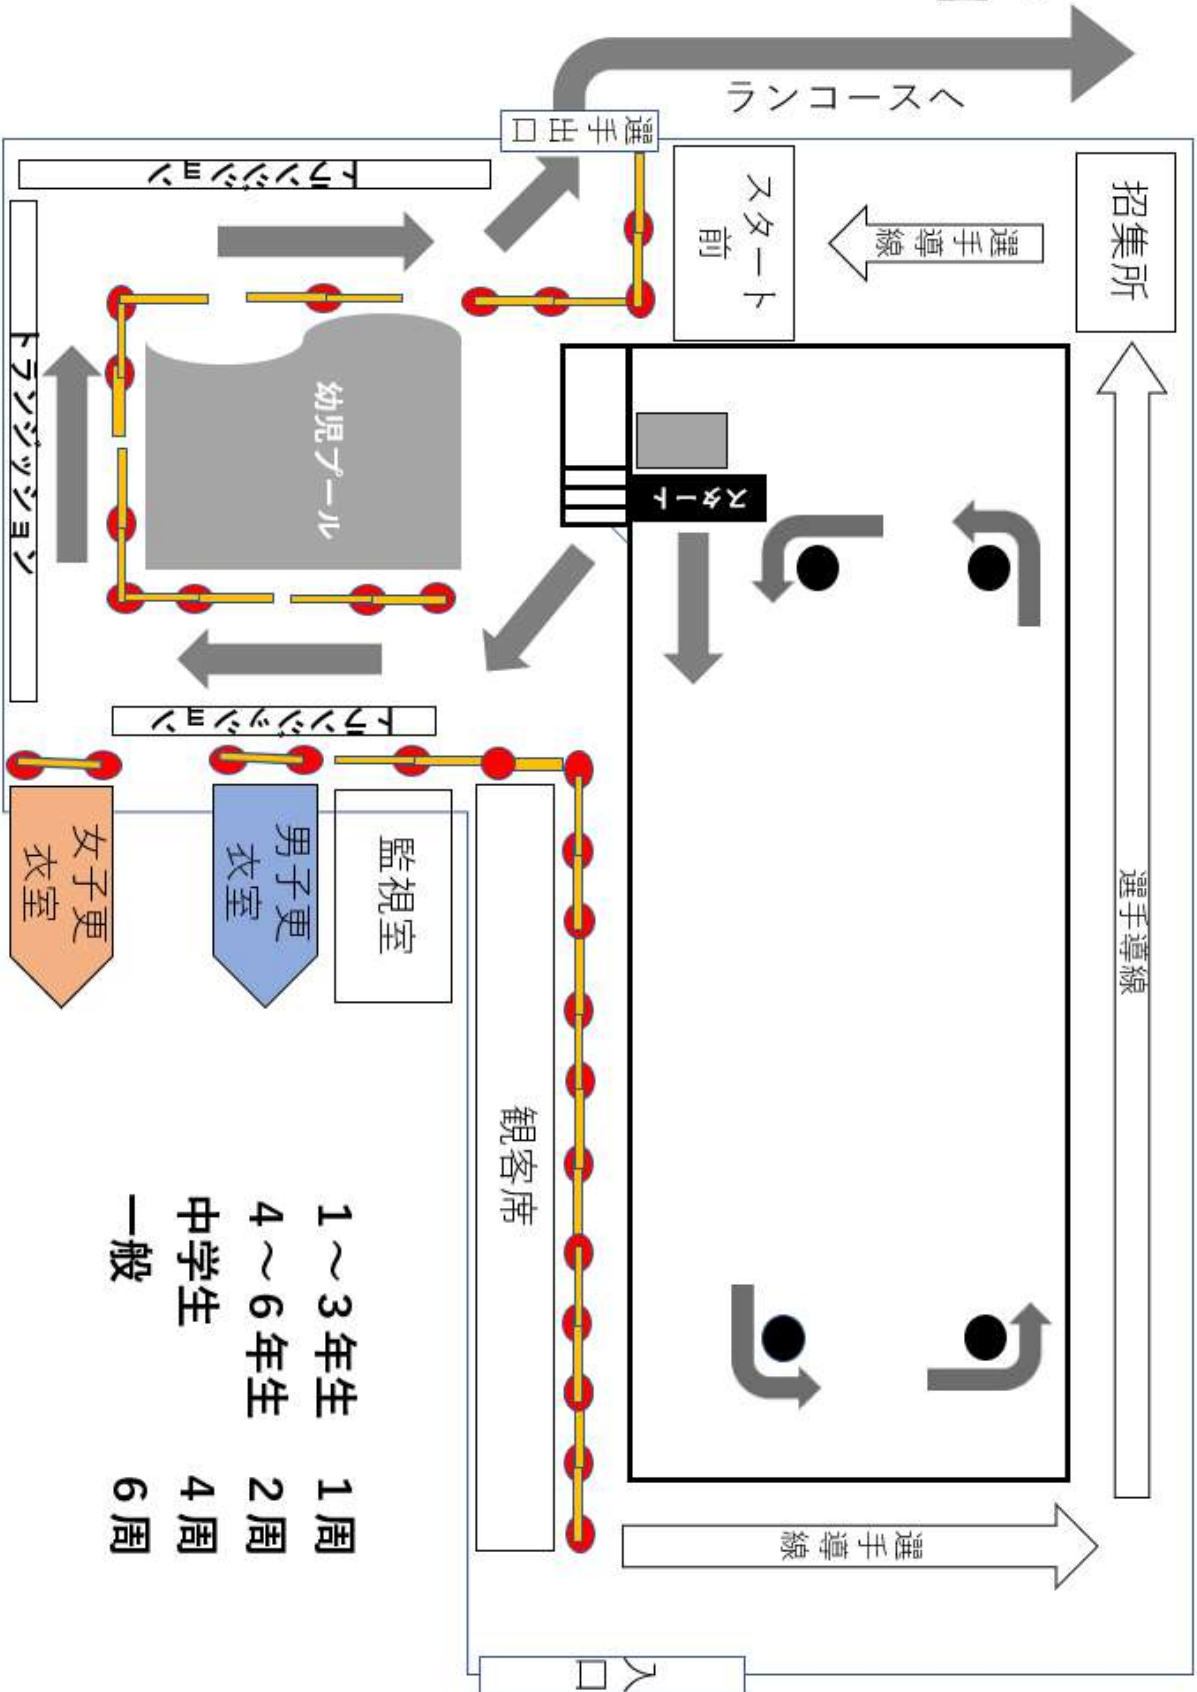 ランコースへ
選手出口
トランジション
スタート
前
選手導線
招集所
トランジッション
幼児プール
スタート
トランジッション
女子更
衣室
男子更
衣室
監視室
観客席
選手導線
選手導線
入口
1～3年生 1周
4～6年生 2周
中学生 4周
一般 6周